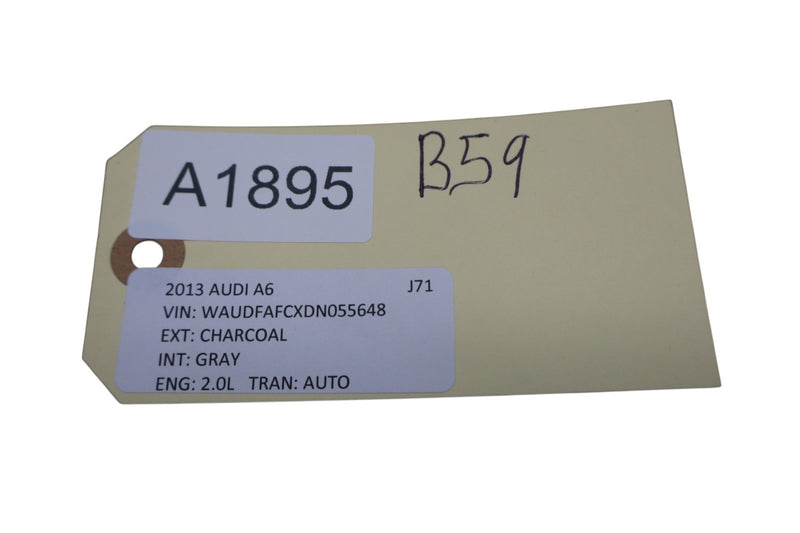 A1895
B59
2013 AUDI A6 J71
VIN: WAUDFAFCXDN055648
EXT: CHARCOAL
INT: GRAY
ENG: 2.0L TRAN: AUTO